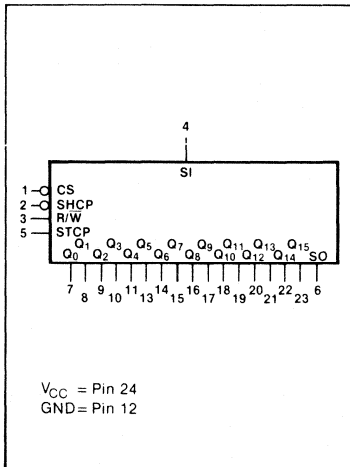 4
SI
1 CS
2 SHCP
3 R/W̅
5 STCP
Q1 Q3 Q5 Q7 Q9 Q11 Q13 Q15
Q0 Q2 Q4 Q6 Q8 Q10 Q12 Q14 SO
7 9 11 14 16 18 20 22 6
8 10 13 15 17 19 21 23
VCC = Pin 24
GND = Pin 12